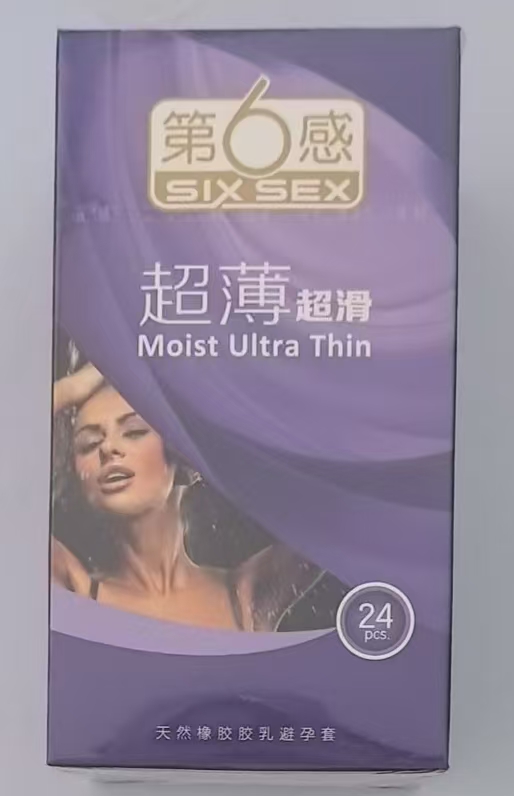 第6感
SIX SEX
超薄超滑
Moist Ultra Thin
24
pcs.
天然橡胶胶乳避孕套